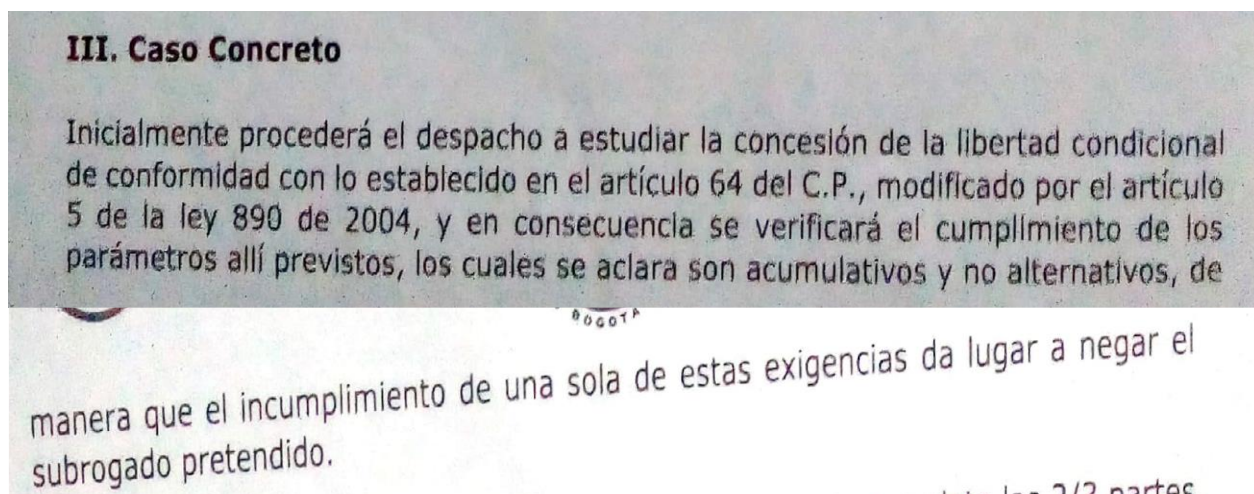 III. Caso Concreto
Inicialmente procederá el despacho a estudiar la concesión de la libertad condicional
de conformidad con lo establecido en el artículo 64 del C.P., modificado por el artículo
5 de la ley 890 de 2004, y en consecuencia se verificará el cumplimiento de los
parámetros allí previstos, los cuales se aclara son acumulativos y no alternativos, de
BOGOTA
manera que el incumplimiento de una sola de estas exigencias da lugar a negar el
subrogado pretendido.
partes